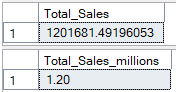 Total_Sales
1 1201681.49196053
Total_Sales_millions
1 1.20